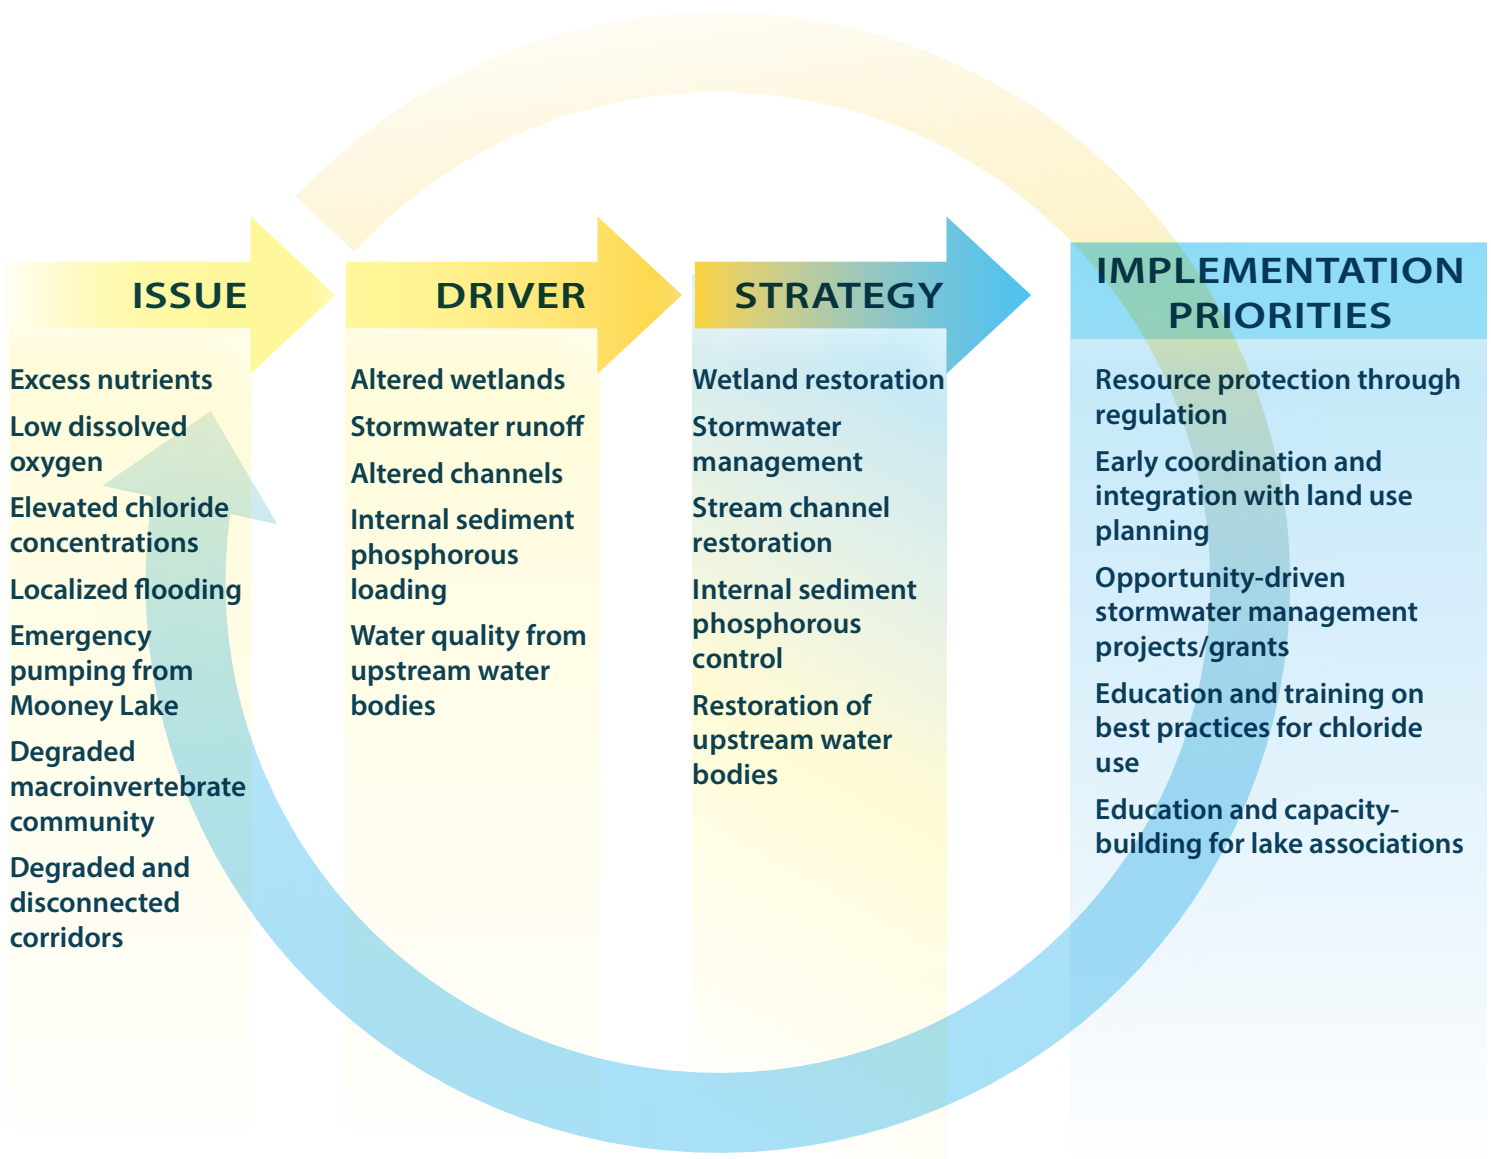 ISSUE
Excess nutrients
Low dissolved
oxygen
Elevated chloride
concentrations
Localized flooding
Emergency
pumping from
Mooney Lake
Degraded
macroinvertebrate
community
Degraded and
disconnected
corridors
DRIVER
Altered wetlands
Stormwater runoff
Altered channels
Internal sediment
phosphorous
loading
Water quality from
upstream water
bodies
STRATEGY
Wetland restoration
Stormwater
management
Stream channel
restoration
Internal sediment
phosphorous
control
Restoration of
upstream water
bodies
IMPLEMENTATION
PRIORITIES
Resource protection through
regulation
Early coordination and
integration with land use
planning
Opportunity-driven
stormwater management
projects/grants
Education and training on
best practices for chloride
use
Education and capacity-
building for lake associations